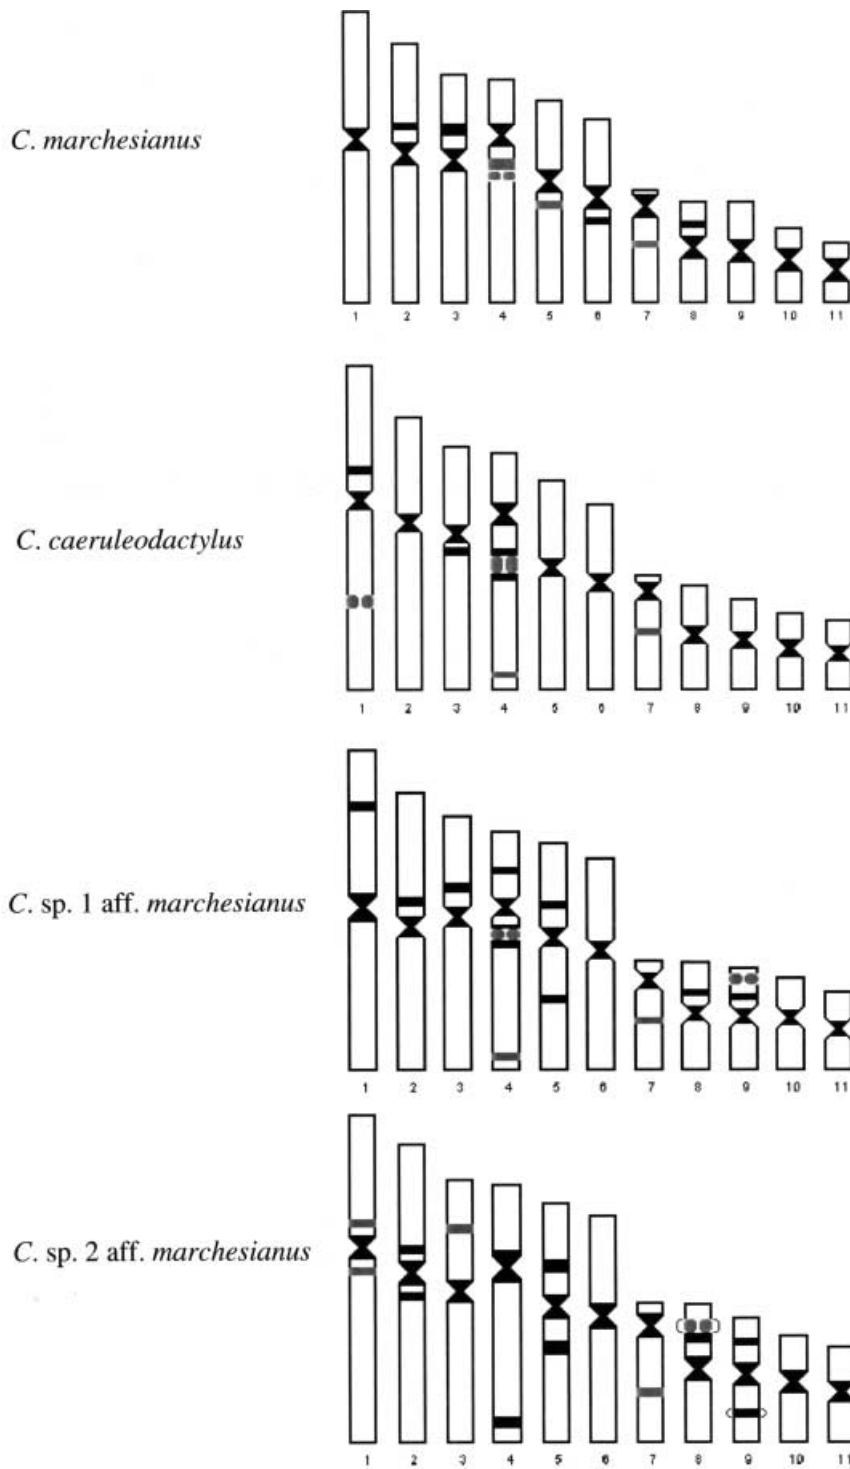 C. marchesianus
1 2 3 4 5 6 7 8 9 10 11
C. caeruleodactylus
1 2 3 4 5 6 7 8 9 10 11
C. sp. 1 aff. marchesianus
1 2 3 4 5 6 7 8 9 10 11
C. sp. 2 aff. marchesianus
1 2 3 4 5 6 7 8 9 10 11